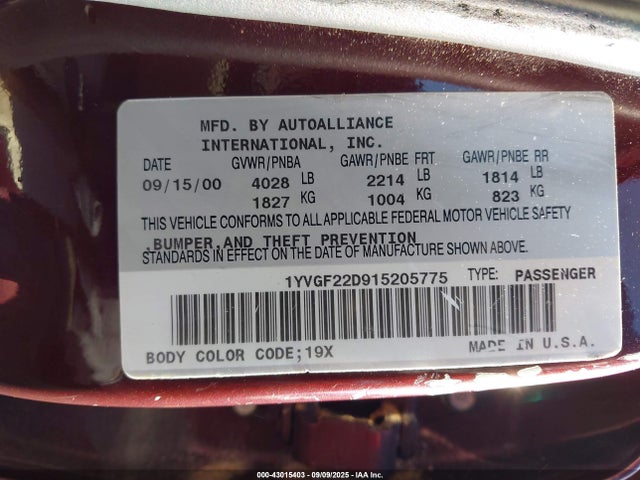 MFD. BY AUTOALLIANCE
INTERNATIONAL, INC.
DATE GVWR/PNBA GAWR/PNBE FRT GAWR/PNBE RR
09/15/00 4028 LB 2214 LB 1814 LB
1827 KG 1004 KG 823 KG
THIS VEHICLE CONFORMS TO ALL APPLICABLE FEDERAL MOTOR VEHICLE SAFETY
,BUMPER,AND THEFT PREVENTION
STANDARDS IN EFFECT ON THE DATE OF MANUFACTURE SHOWN ABOVE.
1YVGF22D915205775 TYPE: PASSENGER
BODY COLOR CODE;19X MADE IN U.S.A.
000-43015403 - 09/09/2025 - IAA Inc.